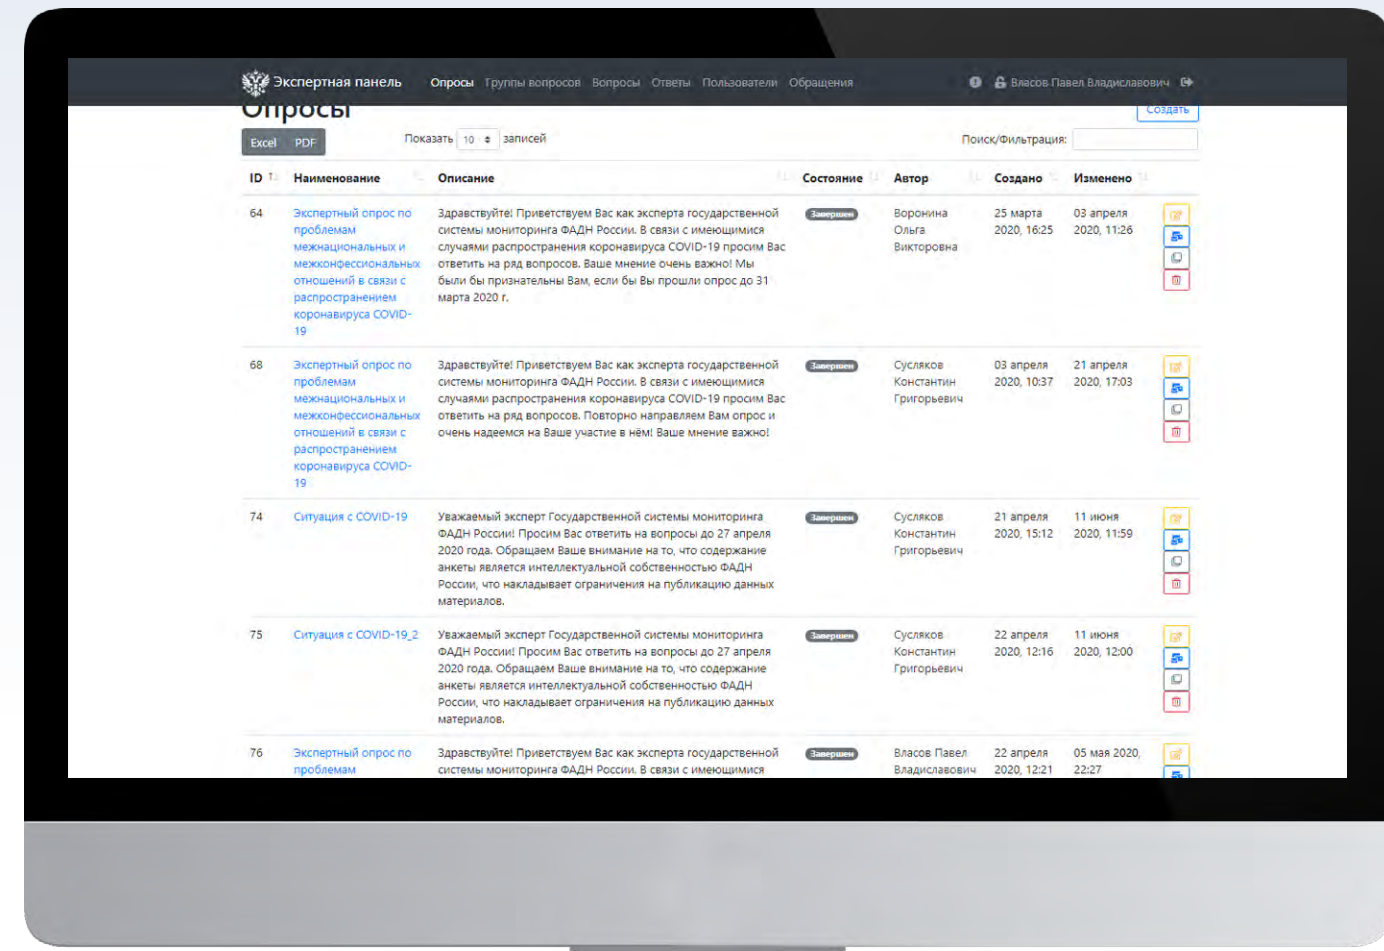 Экспертная панель Опросы Группы вопросов Вопросы Ответы Пользователи Обращения Власов Павел Владиславович
Опросы Создать
Excel PDF Показать 10 записей Поиск/Фильтрация:
ID Наименование Описание Состояние Автор Создано Изменено
64 Экспертный опрос по Здравствуйте! Приветствуем Вас как эксперта государственной Завершен Воронина 25 марта 03 апреля
проблемам системы мониторинга ФАДН России. В связи с имеющимися Ольга 2020, 16:25 2020, 11:26
межнациональных и случаями распространения коронавируса COVID-19 просим Вас Викторовна
межконфессиональных ответить на ряд вопросов. Ваше мнение очень важно! Мы
отношений в связи с были бы признательны Вам, если бы Вы прошли опрос до 31
распространением марта 2020 г.
коронавируса COVID-
19
68 Экспертный опрос по Здравствуйте! Приветствуем Вас как эксперта государственной Завершен Сусляков 03 апреля 21 апреля
проблемам системы мониторинга ФАДН России. В связи с имеющимися Константин 2020, 10:37 2020, 17:03
межнациональных и случаями распространения коронавируса COVID-19 просим Вас Григорьевич
межконфессиональных ответить на ряд вопросов. Повторно направляем Вам опрос и
отношений в связи с очень надеемся на Ваше участие в нём! Ваше мнение важно!
распространением
коронавируса COVID-
19
74 Ситуация с COVID-19 Уважаемый эксперт Государственной системы мониторинга Завершен Сусляков 21 апреля 11 июня
ФАДН России! Просим Вас ответить на вопросы до 27 апреля Константин 2020, 15:12 2020, 11:59
2020 года. Обращаем Ваше внимание на то, что содержание Григорьевич
анкеты является интеллектуальной собственностью ФАДН
России, что накладывает ограничения на публикацию данных
материалов.
75 Ситуация с COVID-19_2 Уважаемый эксперт Государственной системы мониторинга Завершен Сусляков 22 апреля 11 июня
ФАДН России! Просим Вас ответить на вопросы до 27 апреля Константин 2020, 12:16 2020, 12:00
2020 года. Обращаем Ваше внимание на то, что содержание Григорьевич
анкеты является интеллектуальной собственностью ФАДН
России, что накладывает ограничения на публикацию данных
материалов.
76 Экспертный опрос по Здравствуйте! Приветствуем Вас как эксперта государственной Завершен Власов Павел 22 апреля 05 мая 2020,
проблемам системы мониторинга ФАДН России. В связи с имеющимися Владиславович 2020, 12:21 22:27